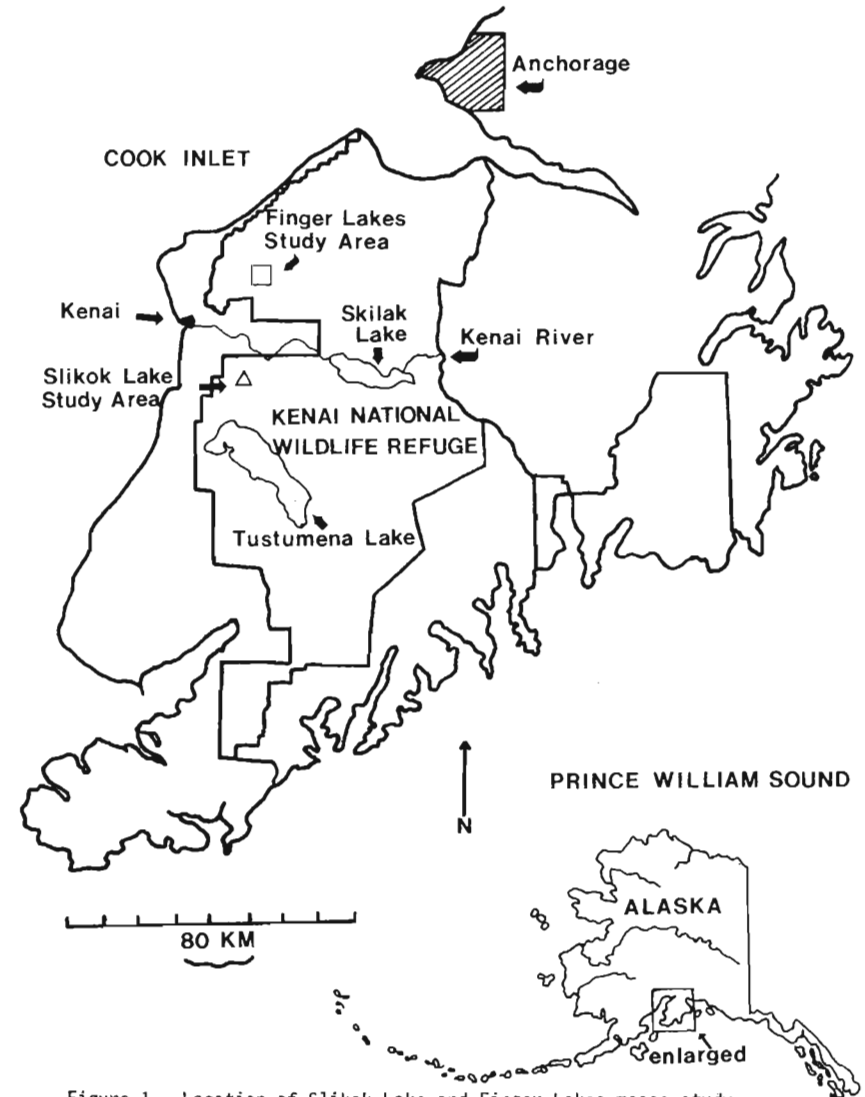 Anchorage
COOK INLET
Finger Lakes
Study Area
Kenai
Skilak
Lake
Kenai River
Slikok Lake
Study Area
KENAI NATIONAL
WILDLIFE REFUGE
Tustumena Lake
N
PRINCE WILLIAM SOUND
ALASKA
80 KM
enlarged
Figure 1. Location of Slikok Lake and Finger Lakes moose study